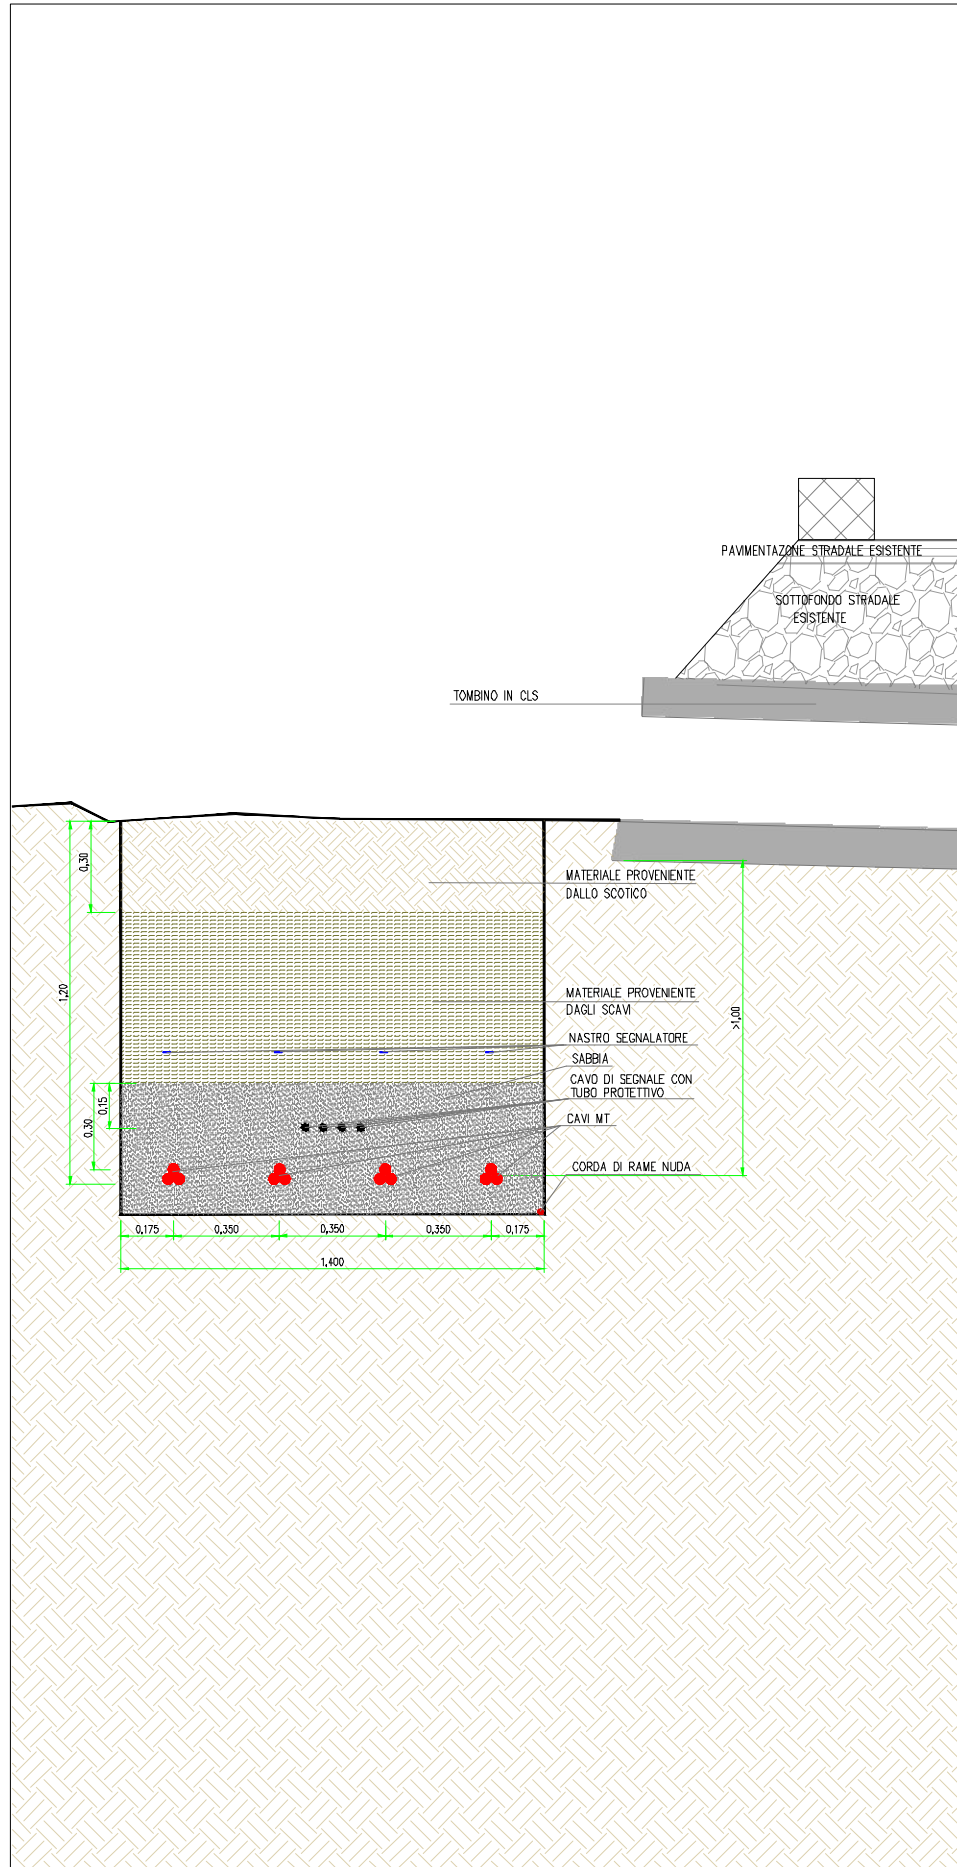 PAVIMENTAZONE STRADALE ESISTENTE
SOTTOFONDO STRADALE
ESISTENTE
TOMBINO IN CLS
0,30
MATERIALE PROVENIENTE
DALLO SCOTICO
1,20
MATERIALE PROVENIENTE
DAGLI SCAVI
>1,00
NASTRO SEGNALATORE
SABBIA
CAVO DI SEGNALE CON
TUBO PROTETTIVO
0,15
0,30
CAVI MT
CORDA DI RAME NUDA
0,175 0,350 0,350 0,350 0,175
1,400